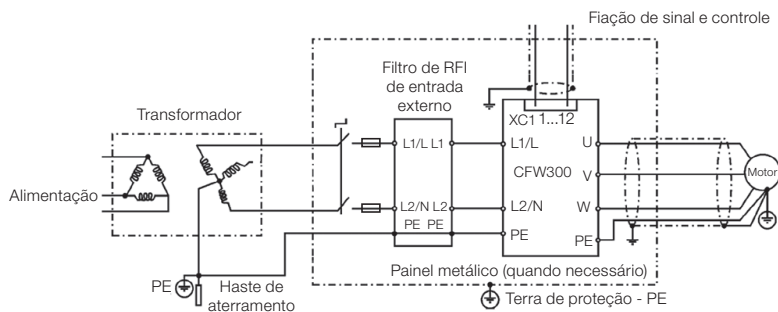 Fiação de sinal e controle
Filtro de RFI
de entrada
externo
Transformador
XC1 1...12
L1/L L1
L1/L
U
CFW300
V
Motor
Alimentação
L2/N L2
L2/N
W
PE PE
PE
PE
Painel metálico (quando necessário)
PE
Haste de
aterramento
Terra de proteção - PE